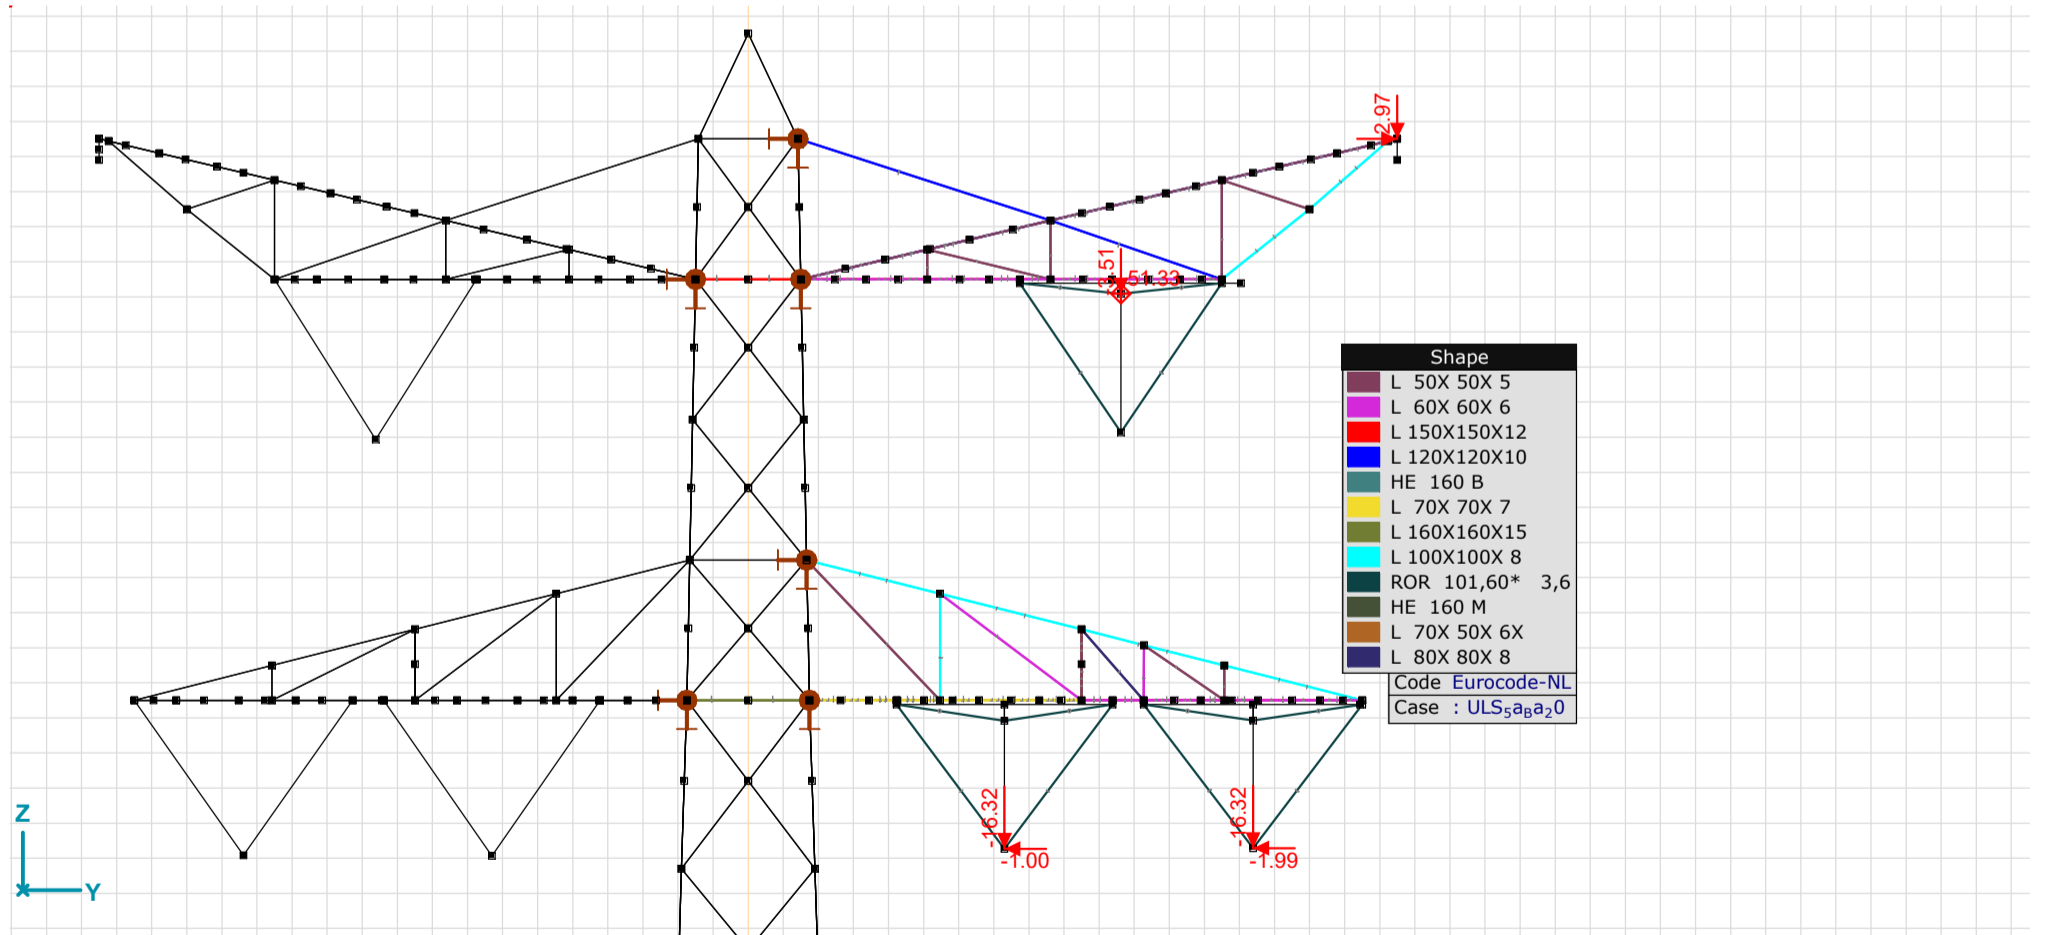 2.97
51.33
Shape
L 50X 50X 5
L 60X 60X 6
L 150X150X12
L 120X120X10
HE 160 B
L 70X 70X 7
L 160X160X15
L 100X100X 8
ROR 101,60* 3,6
HE 160 M
L 70X 50X 6X
L 80X 80X 8
Code Eurocode-NL
Case : ULS₅aBa₂0
-16.32
-1.00
-16.32
-1.99
Z
Y